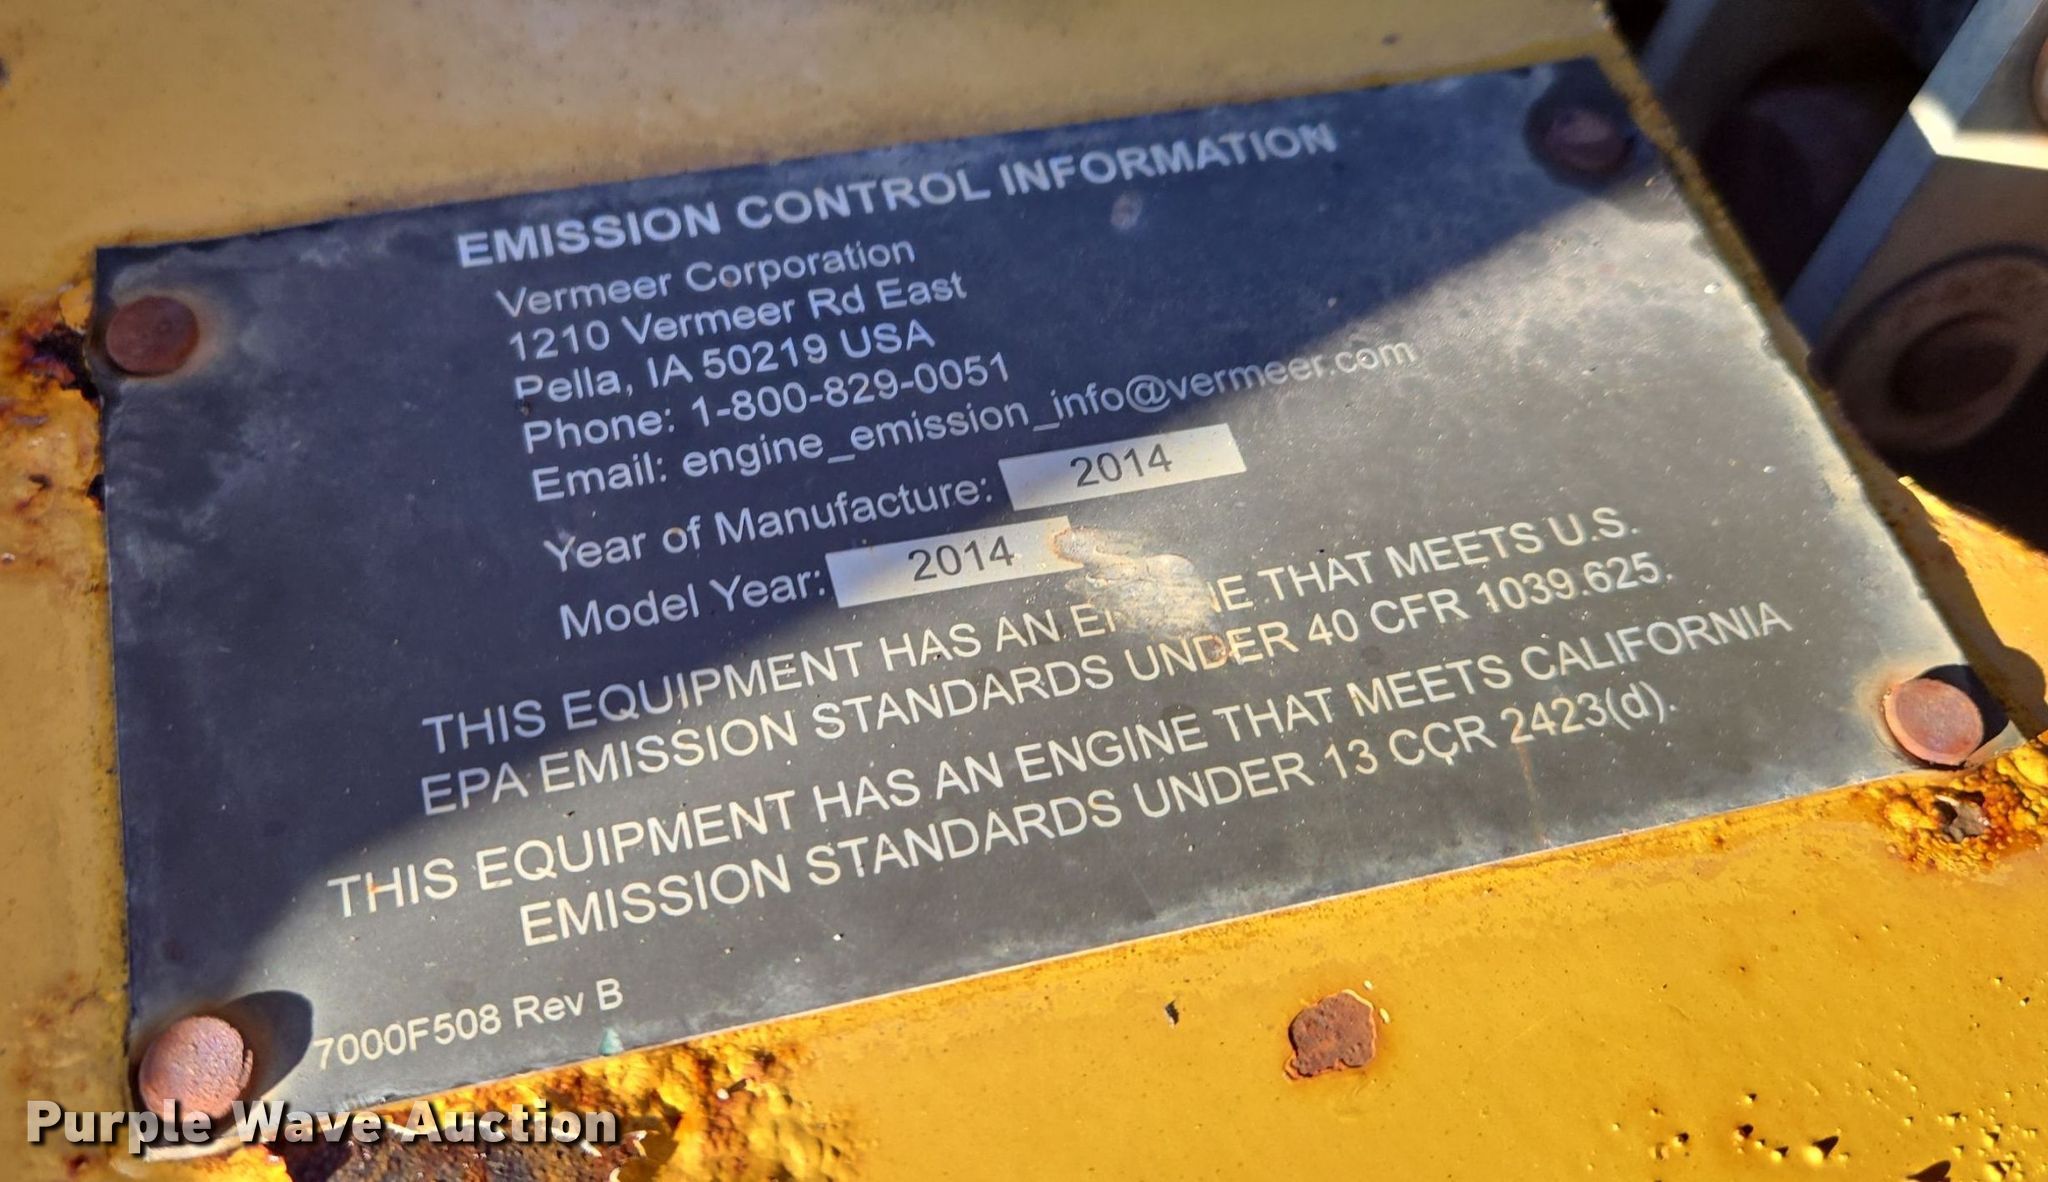 EMISSION CONTROL INFORMATION
Vermeer Corporation
1210 Vermeer Rd East
Pella, IA 50219 USA
Phone: 1-800-829-0051
Email: engine_emission_info@vermeer.com
Year of Manufacture: 2014
Model Year: 2014
THIS EQUIPMENT HAS AN ENGINE THAT MEETS U.S.
EPA EMISSION STANDARDS UNDER 40 CFR 1039.625.
THIS EQUIPMENT HAS AN ENGINE THAT MEETS CALIFORNIA
EMISSION STANDARDS UNDER 13 CCR 2423(d).
7000F508 Rev B
Purple Wave Auction